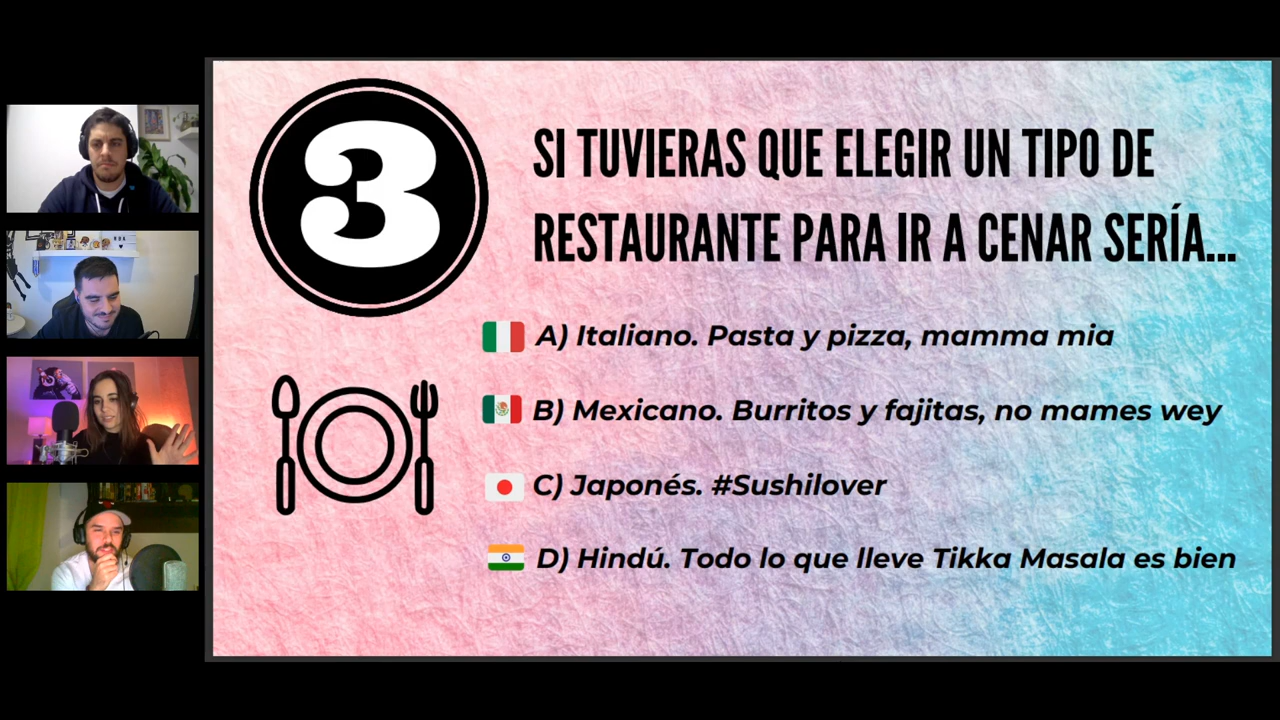 3
SI TUVIERAS QUE ELEGIR UN TIPO DE
RESTAURANTE PARA IR A CENAR SERÍA...
A) Italiano. Pasta y pizza, mamma mia
B) Mexicano. Burritos y fajitas, no mames wey
C) Japonés. #Sushilover
D) Hindú. Todo lo que lleve Tikka Masala es bien